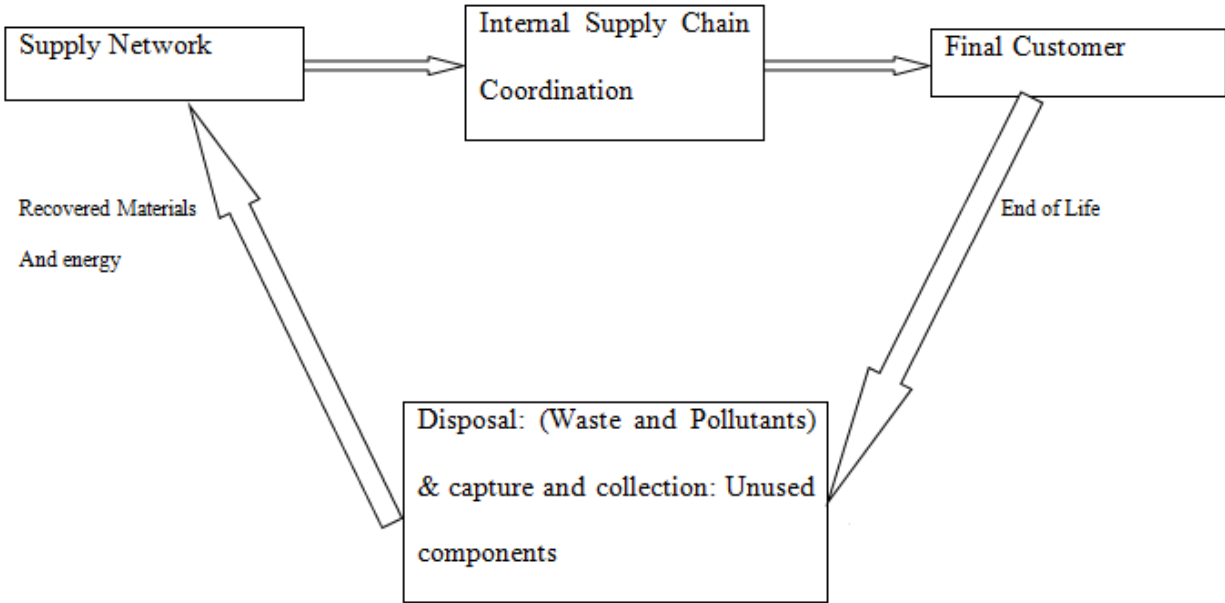 Supply Network
Internal Supply Chain
Coordination
Final Customer
Recovered Materials
And energy
End of Life
Disposal: (Waste and Pollutants)
& capture and collection: Unused
components